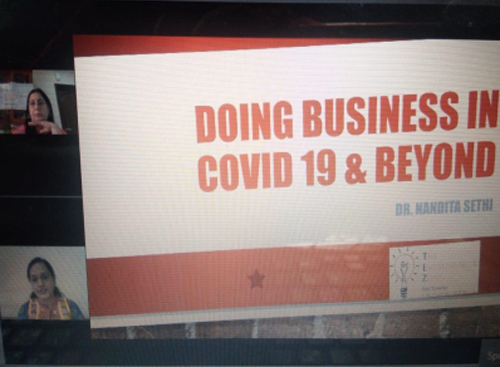 DOING BUSINESS IN
COVID 19 & BEYOND
DR. NANDITA SETHI
T
L
Z